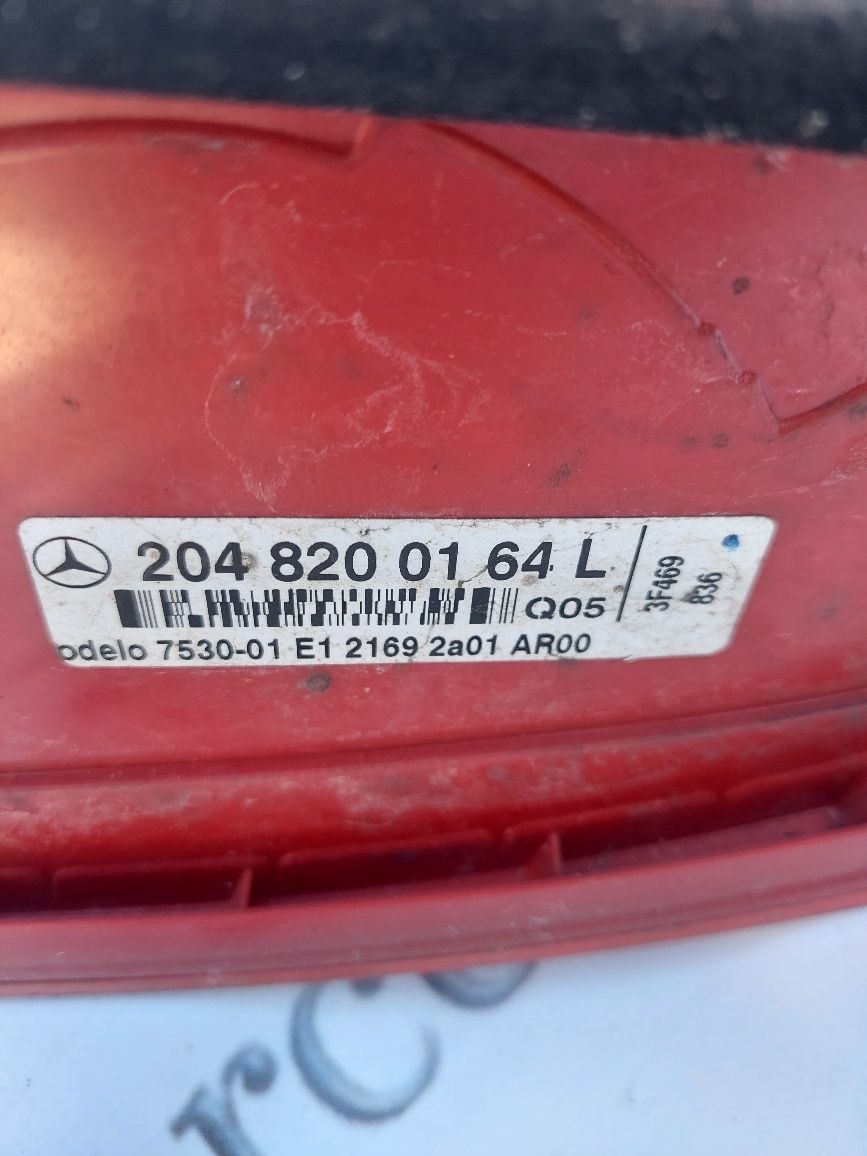 204 820 01 64 L
Q05
3F469
836
odelo 7530-01 E1 2169 2a01 AR00